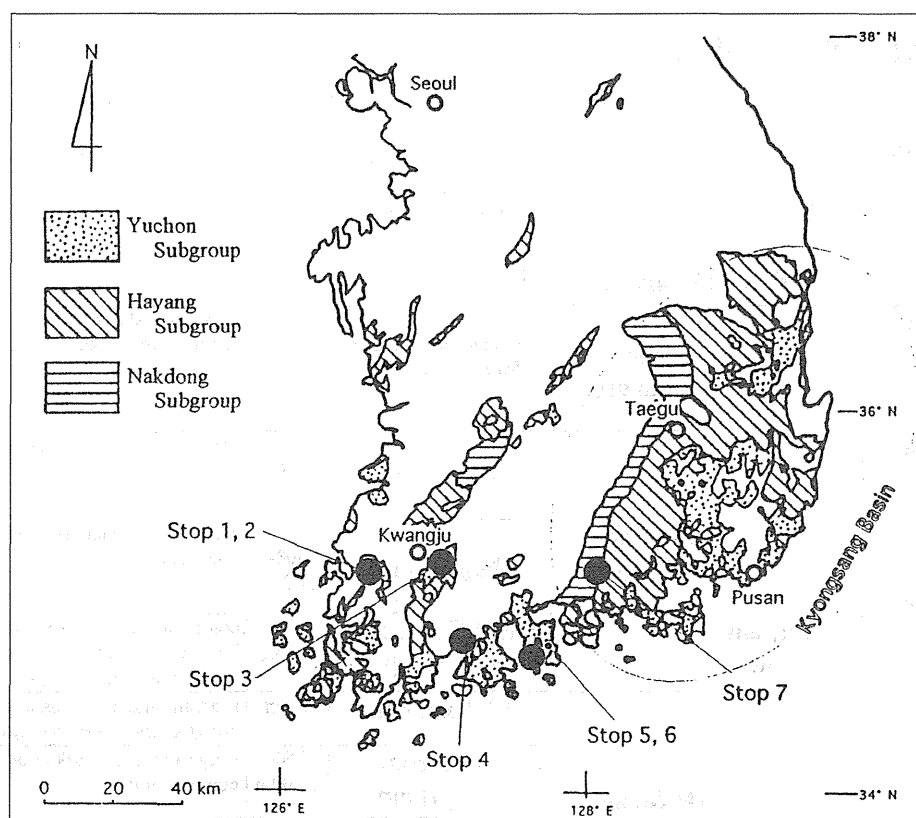 38° N
N
Seoul
Yuchon
Subgroup
Hayang
Subgroup
Nakdong
Subgroup
Taegu
36° N
Stop 1, 2
Kwangju
Pusan
Kyongsang Basin
Stop 3
Stop 7
Stop 4
Stop 5, 6
0 20 40 km
126° E
128° E
34° N